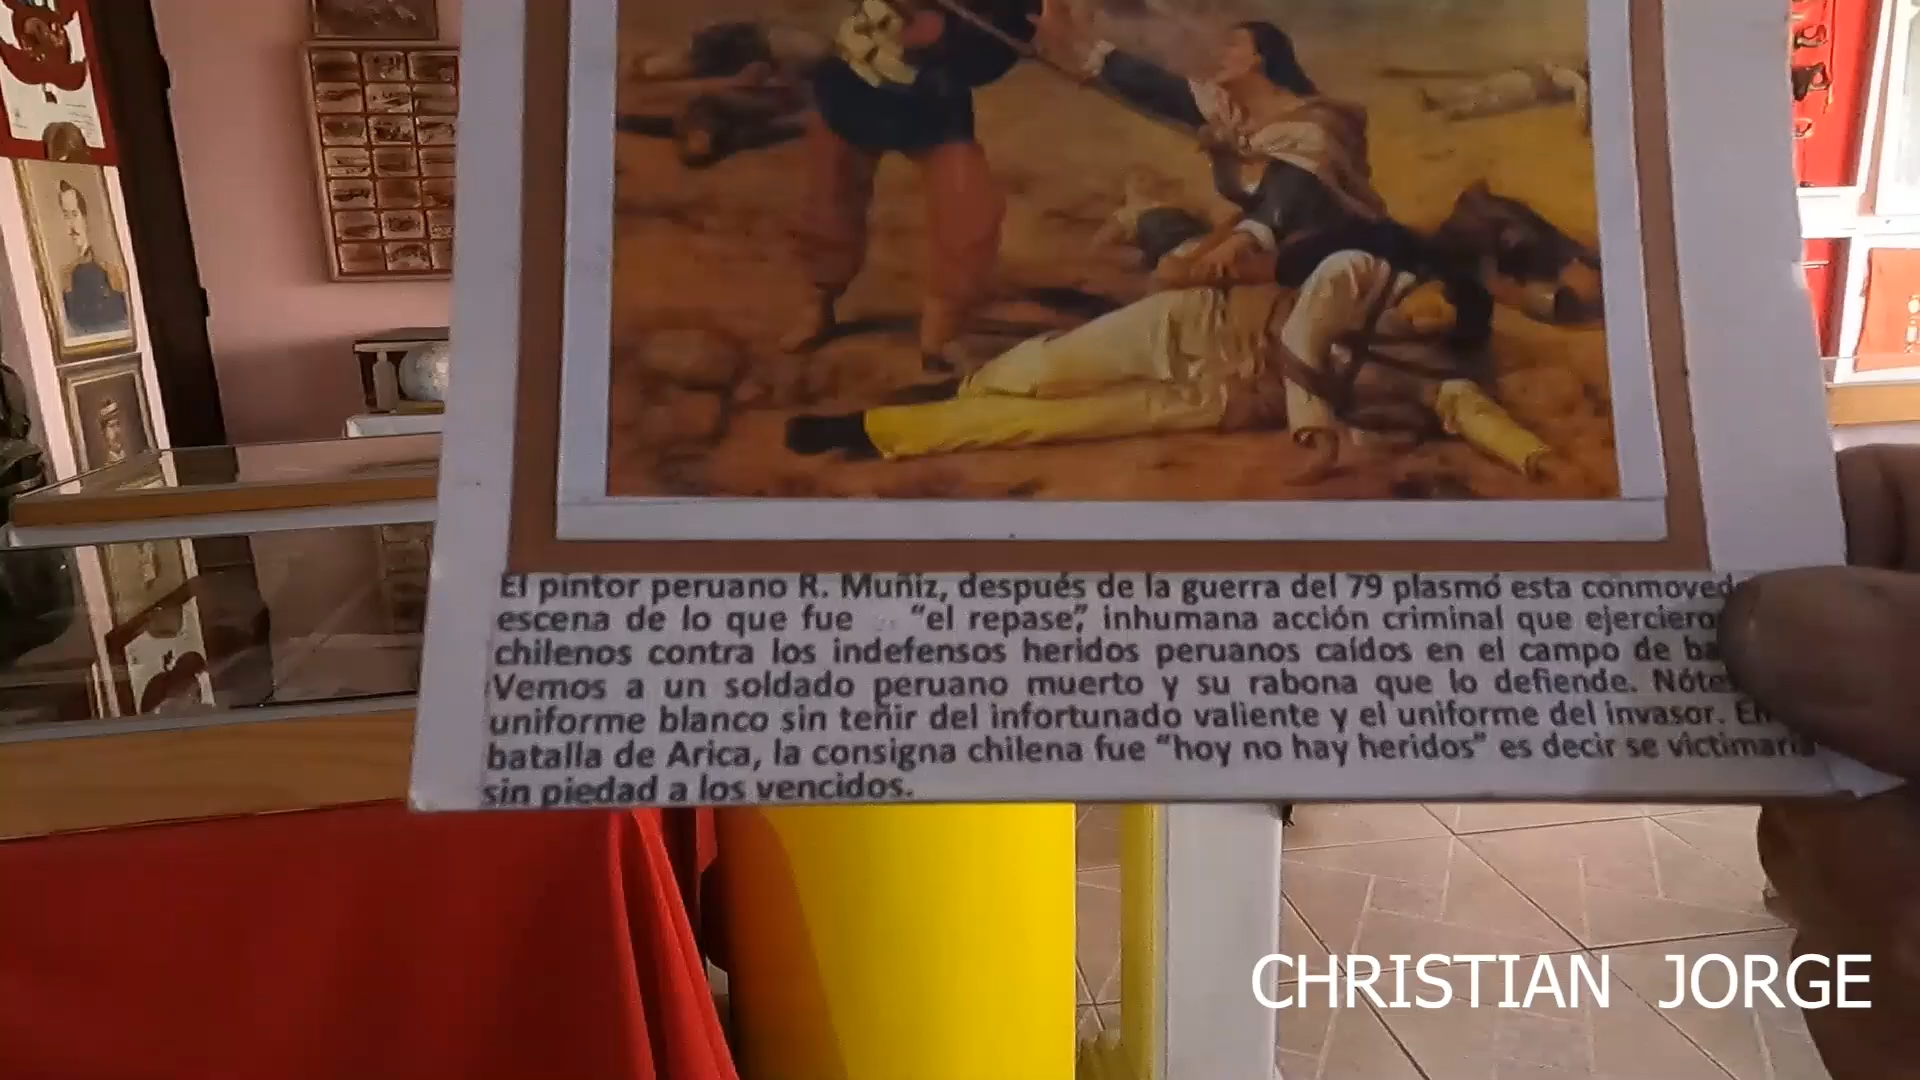 El pintor peruano R. Muñiz, después de la guerra del 79 plasmó esta
escena de lo que fue "el repase", inhumana acción criminal que
chilenos contra los indefensos heridos peruanos caídos en el campo de
Vemos a un soldado peruano muerto y su rabona que lo defiende.
uniforme blanco sin teñir del infortunado valiente y el uniforme del invasor.
batalla de Arica, la consigna chilena fue "hoy no hay heridos" es decir se
sin piedad a los vencidos.
CHRISTIAN JORGE